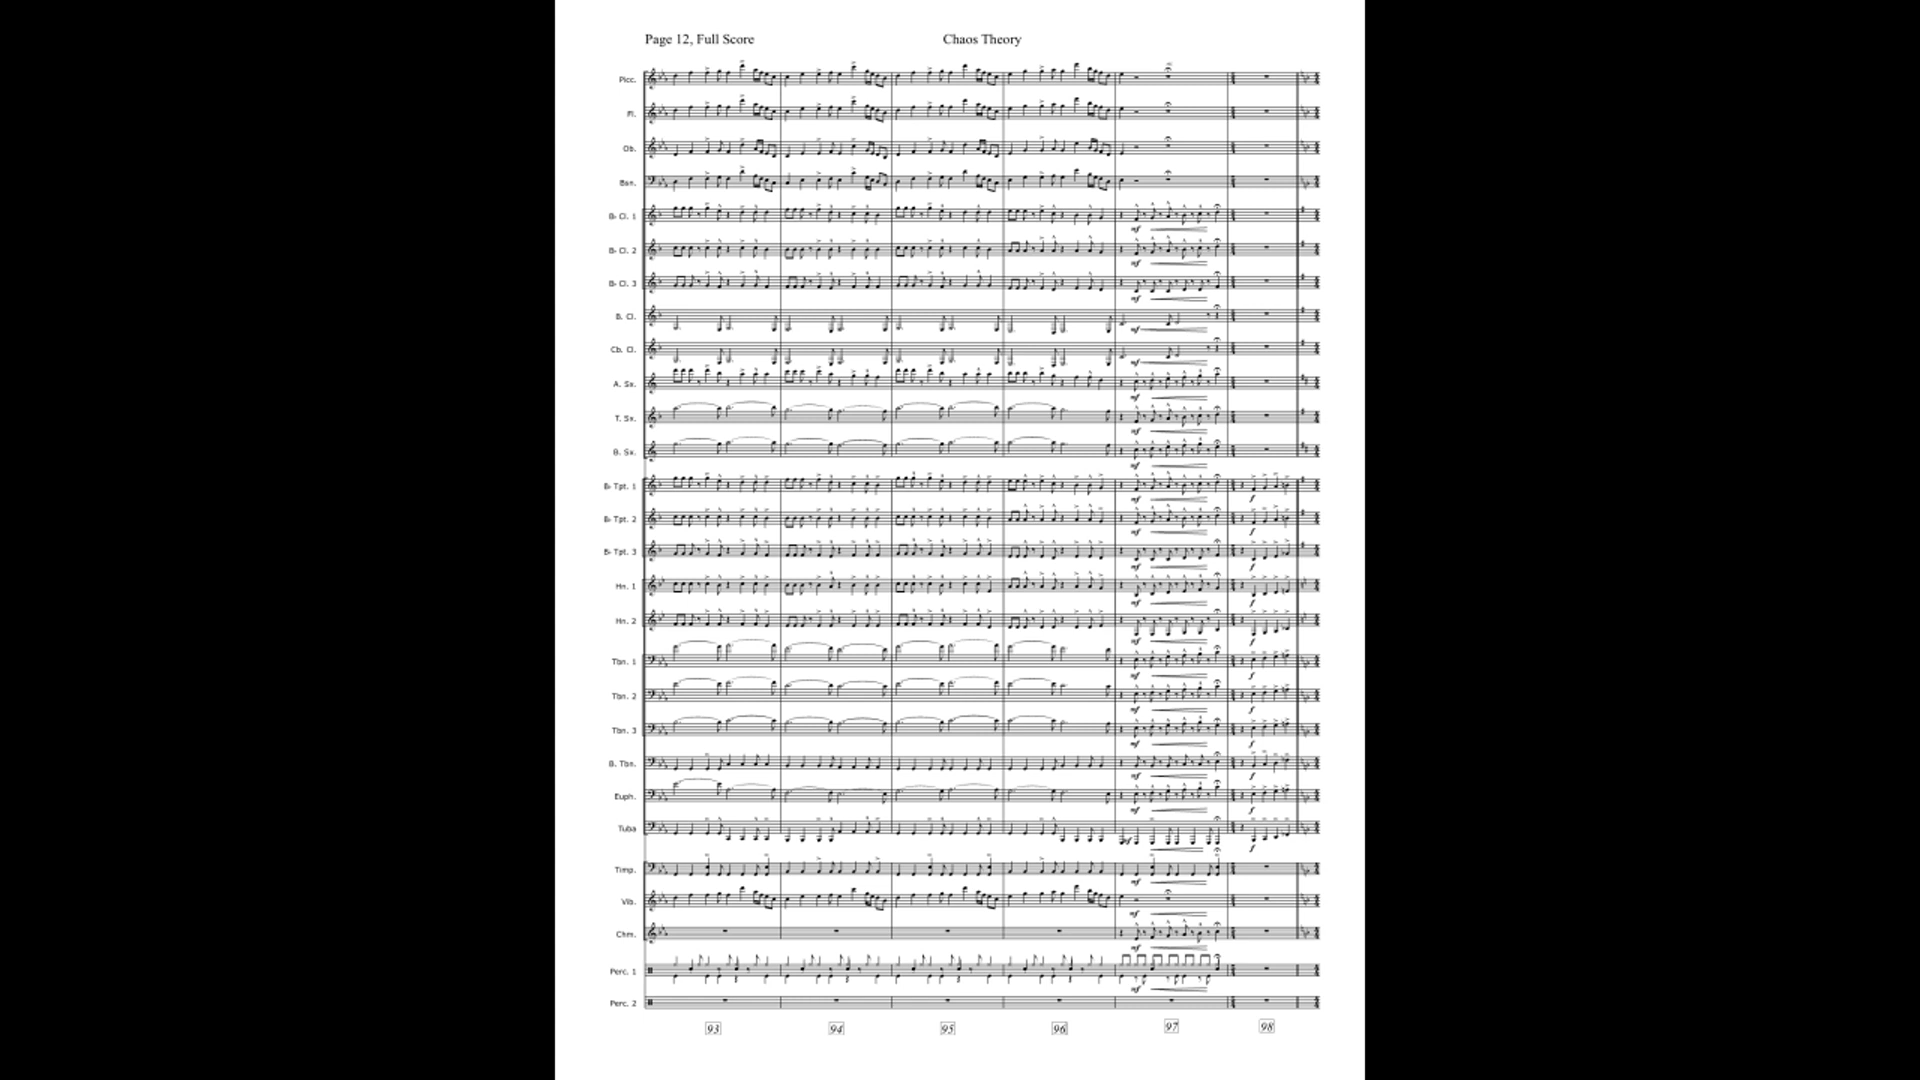 Page 12, Full Score Chaos Theory
Picc.
Fl.
Ob.
Bsn.
B♭ Cl. 1
B♭ Cl. 2
B♭ Cl. 3
B. Cl.
Cb. Cl.
A. Sx.
T. Sx.
B. Sx.
B♭ Tpt. 1
B♭ Tpt. 2
B♭ Tpt. 3
Hn. 1
Hn. 2
Tbn. 1
Tbn. 2
Tbn. 3
B. Tbn.
Euph.
Tuba
Timp.
Vib.
Chm.
Perc. 1
Perc. 2
93 94 95 96 97 98